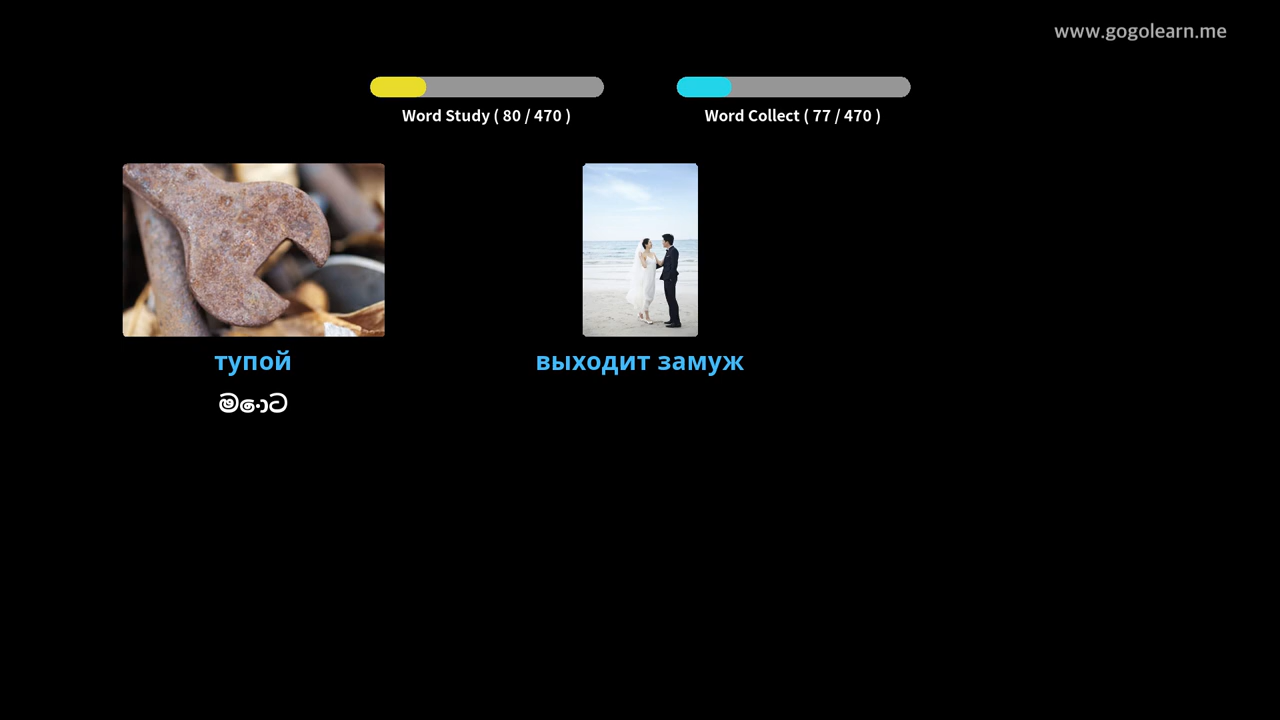 www.gogolearn.me
Word Study ( 80 / 470 )
Word Collect ( 77 / 470 )
тупой
выходит замуж
මොට